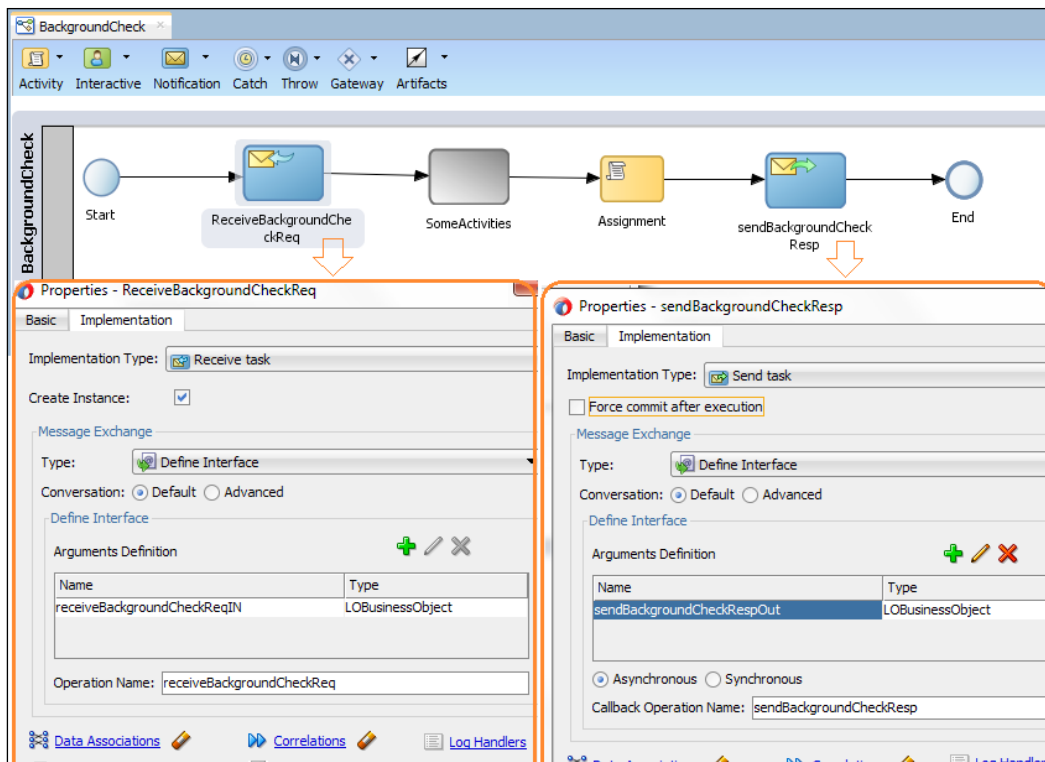 BackgroundCheck
Activity Interactive Notification Catch Throw Gateway Artifacts
BackgroundCheck
Start
ReceiveBackgroundChe
ckReq
SomeActivities
Assignment
sendBackgroundCheck
Resp
End
Properties - ReceiveBackgroundCheckReq
Basic Implementation
Implementation Type: Receive task
Create Instance:
Message Exchange
Type: Define Interface
Conversation: Default Advanced
Define Interface
Arguments Definition
Name Type
receiveBackgroundCheckReqIN LOBusinessObject
Operation Name: receiveBackgroundCheckReq
Data Associations Correlations Log Handlers
Properties - sendBackgroundCheckResp
Basic Implementation
Implementation Type: Send task
Force commit after execution
Message Exchange
Type: Define Interface
Conversation: Default Advanced
Define Interface
Arguments Definition
Name Type
sendBackgroundCheckRespOut LOBusinessObject
Asynchronous Synchronous
Callback Operation Name: sendBackgroundCheckResp